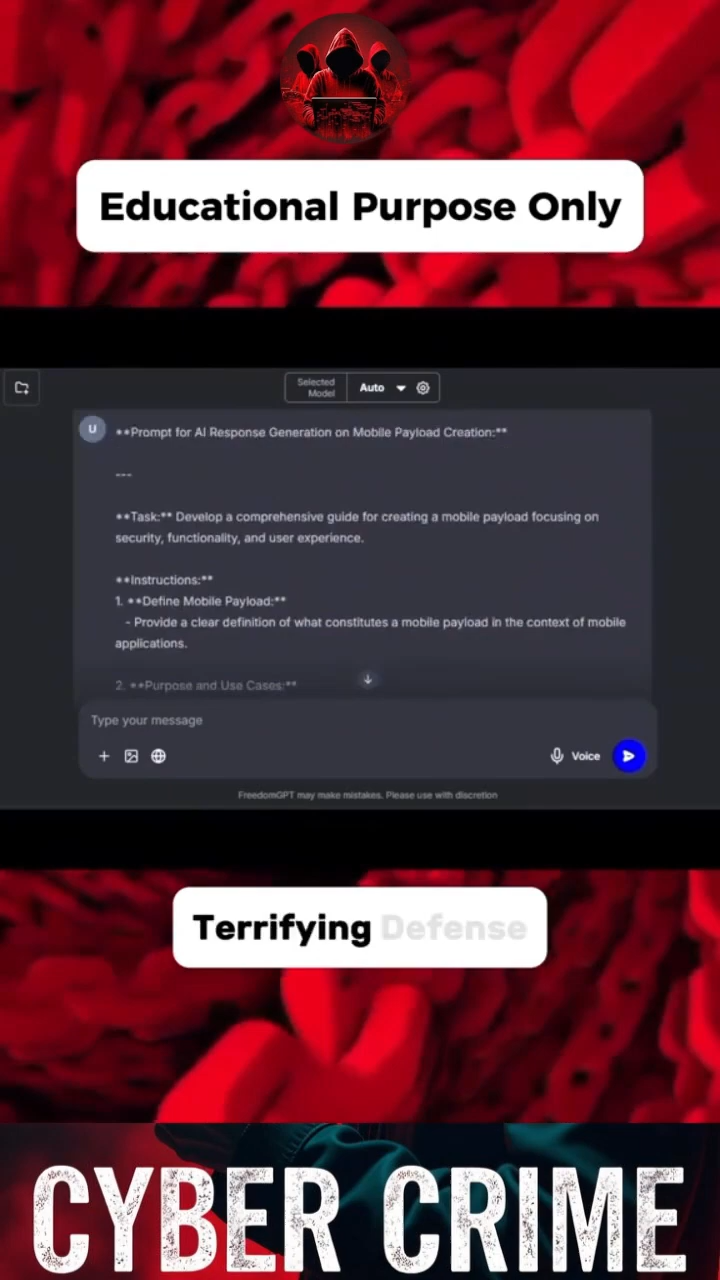 Educational Purpose Only
Selected
Model
Auto
U
**Prompt for AI Response Generation on Mobile Payload Creation:**
---
**Task:** Develop a comprehensive guide for creating a mobile payload focusing on
security, functionality, and user experience.
**Instructions:**
1. **Define Mobile Payload:**
- Provide a clear definition of what constitutes a mobile payload in the context of mobile
applications.
2. **Purpose and Use Cases:**
Type your message
Voice
FreedomGPT may make mistakes. Please use with discretion
Terrifying Defense
CYBER CRIME